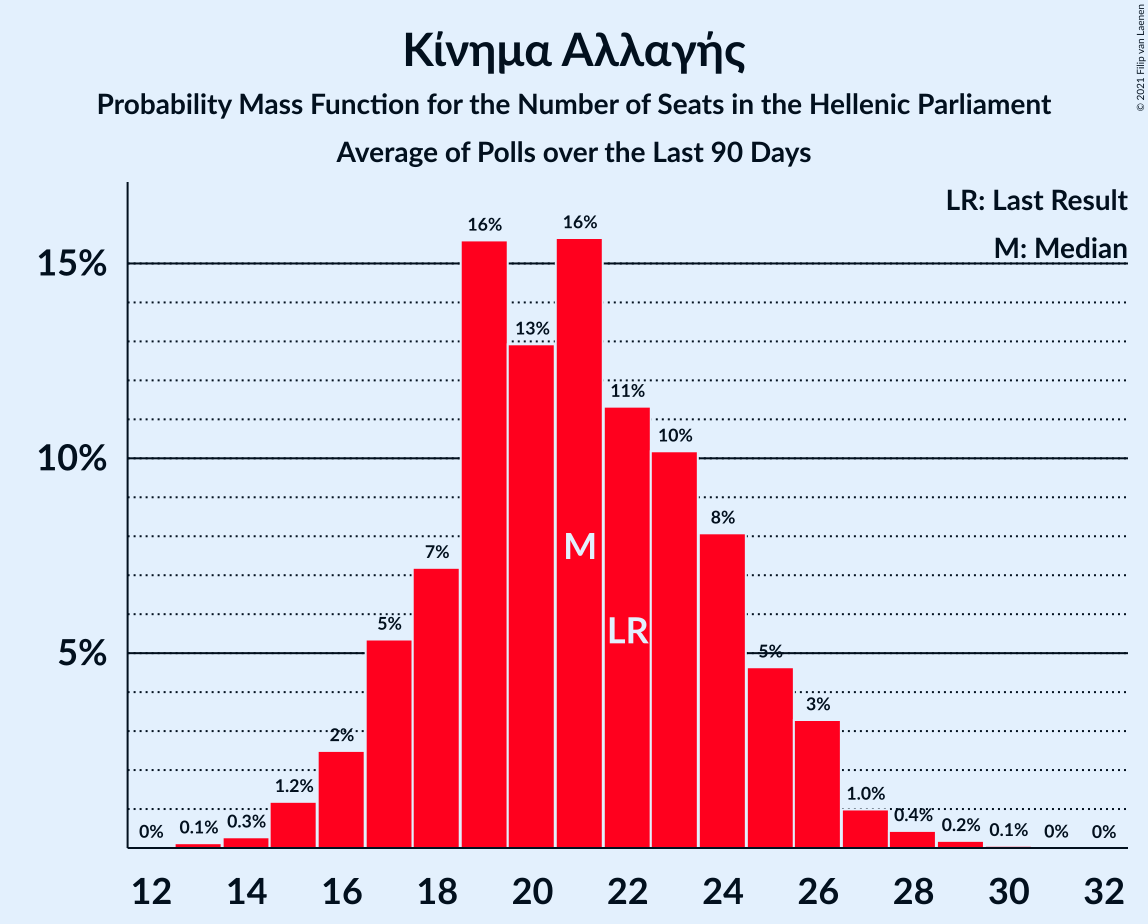 Κίνημα Αλλαγής
Probability Mass Function for the Number of Seats in the Hellenic Parliament
Average of Polls over the Last 90 Days
© 2021 Filip van Laenen
LR: Last Result
M: Median
15%
10%
5%
0%
0.1%
0.3%
1.2%
2%
5%
7%
16%
13%
16%
11%
10%
8%
5%
3%
1.0%
0.4%
0.2%
0.1%
0%
0%
M
LR
12 14 16 18 20 22 24 26 28 30 32